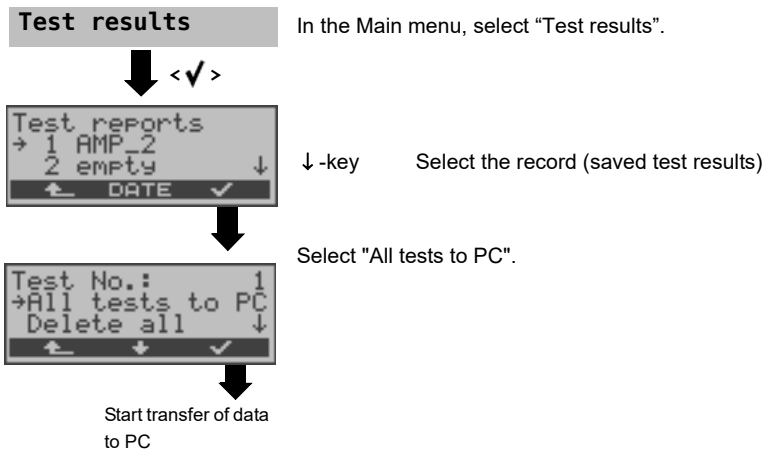 Test results
In the Main menu, select “Test results”.
<✓>
Test reports
→ 1 AMP_2
2 empty ↓
DATE ✓
↓-key Select the record (saved test results)
Select "All tests to PC".
Test No.: 1
→All tests to PC
Delete all ↓
Start transfer of data
to PC